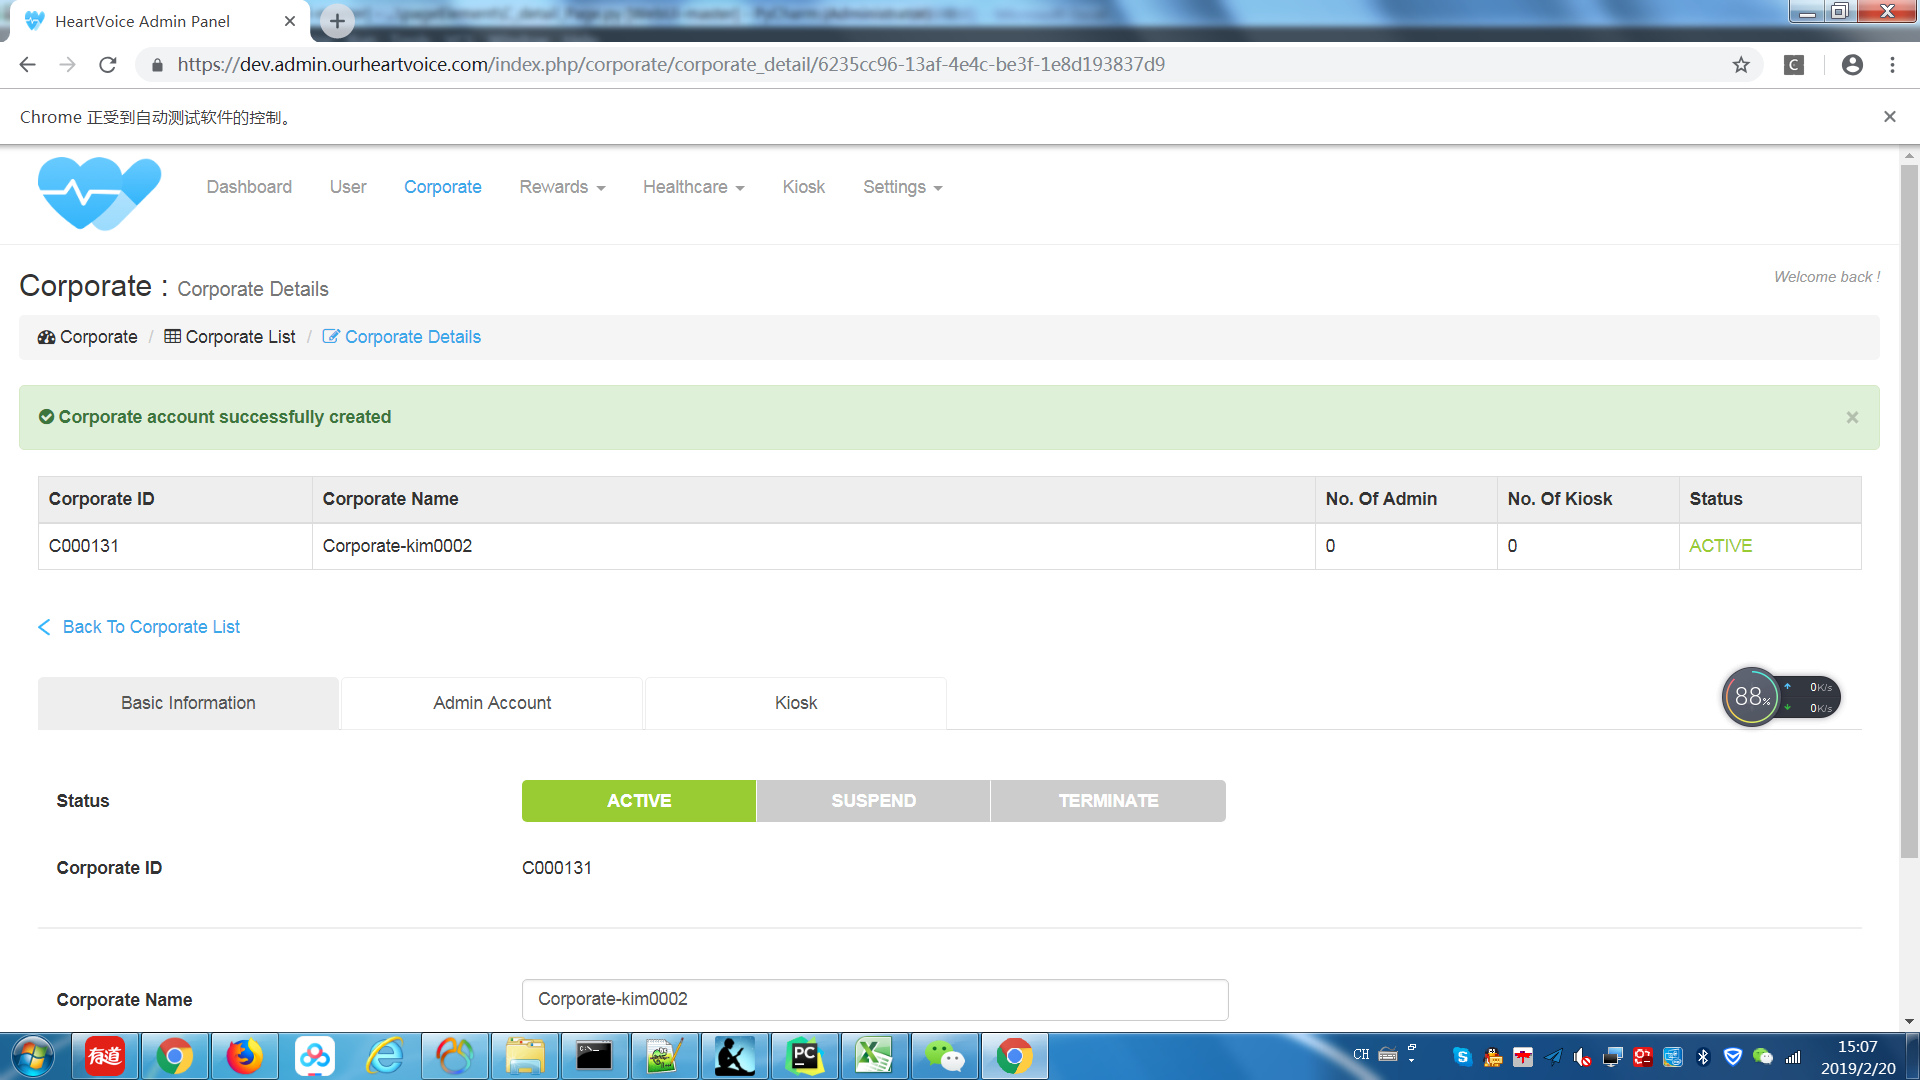 HeartVoice Admin Panel
https://dev.admin.ourheartvoice.com/index.php/corporate/corporate_detail/6235cc96-13af-4e4c-be3f-1e8d193837d9
C
Chrome 正受到自动测试软件的控制。
Dashboard User Corporate Rewards Healthcare Kiosk Settings
Corporate : Corporate Details
Welcome back !
Corporate / Corporate List / Corporate Details
Corporate account successfully created
Corporate ID Corporate Name No. Of Admin No. Of Kiosk Status
C000131 Corporate-kim0002 0 0 ACTIVE
Back To Corporate List
Basic Information Admin Account Kiosk
88% 0K/s
0K/s
Status ACTIVE SUSPEND TERMINATE
Corporate ID C000131
Corporate Name Corporate-kim0002
有道
PC
CH
15:07
2019/2/20